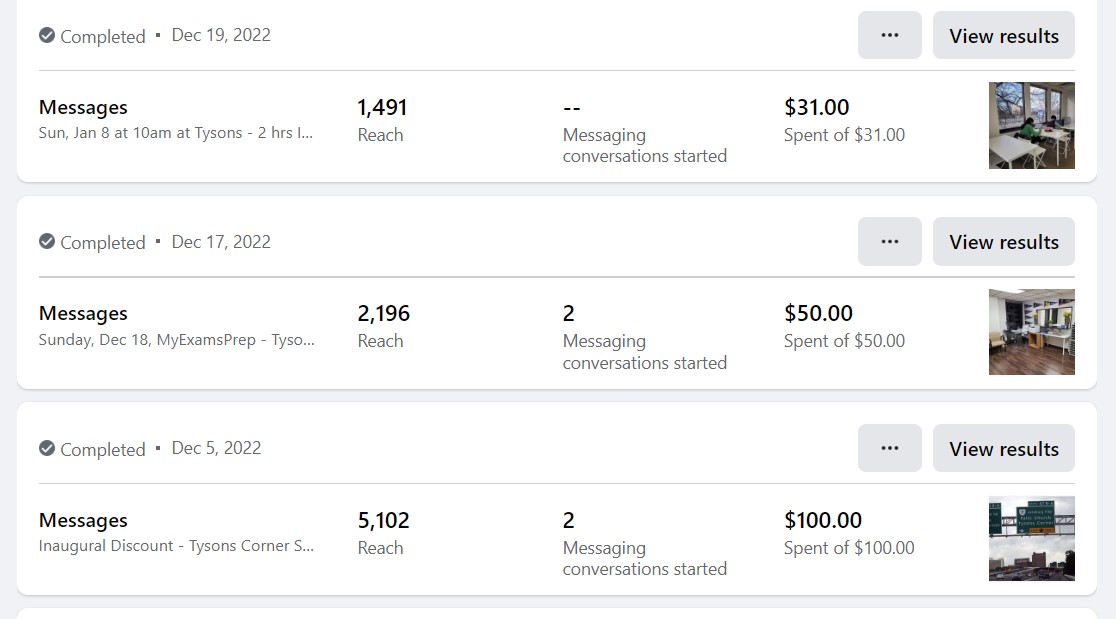 Completed · Dec 19, 2022
...
View results
Messages
Sun, Jan 8 at 10am at Tysons - 2 hrs I...
1,491
Reach
--
Messaging
conversations started
$31.00
Spent of $31.00
Completed · Dec 17, 2022
...
View results
Messages
Sunday, Dec 18, MyExamsPrep - Tyso...
2,196
Reach
2
Messaging
conversations started
$50.00
Spent of $50.00
Completed · Dec 5, 2022
...
View results
Messages
Inaugural Discount - Tysons Corner S...
5,102
Reach
2
Messaging
conversations started
$100.00
Spent of $100.00
Falls Church
Tysons Corner